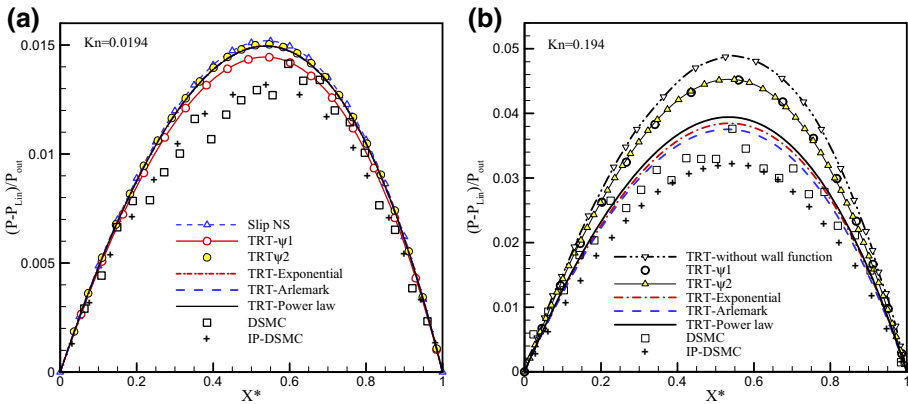 (a)
Kn=0.0194
(P-P_Lin)/P_out
0.015
0.01
0.005
0
Slip NS
TRT-ψ1
TRTψ2
TRT-Exponential
TRT-Arlemark
TRT-Power law
DSMC
IP-DSMC
0 0.2 0.4 0.6 0.8 1
X*
(b)
Kn=0.194
(P-P_Lin)/P_out
0.05
0.04
0.03
0.02
0.01
0
TRT-without wall function
TRT-ψ1
TRT-ψ2
TRT-Exponential
TRT-Arlemark
TRT-Power law
DSMC
IP-DSMC
0 0.2 0.4 0.6 0.8 1
X*